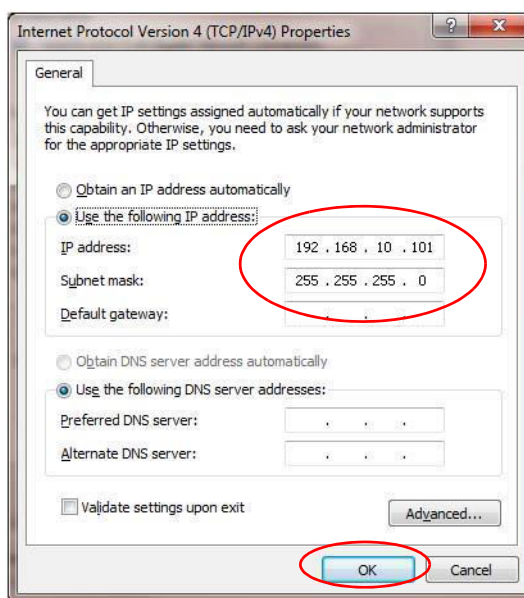 Internet Protocol Version 4 (TCP/IPv4) Properties
General
You can get IP settings assigned automatically if your network supports
this capability. Otherwise, you need to ask your network administrator
for the appropriate IP settings.
Obtain an IP address automatically
Use the following IP address:
IP address: 192 . 168 . 10 . 101
Subnet mask: 255 . 255 . 255 . 0
Default gateway: . . .
Obtain DNS server address automatically
Use the following DNS server addresses:
Preferred DNS server: . . .
Alternate DNS server: . . .
Validate settings upon exit
Advanced...
OK Cancel